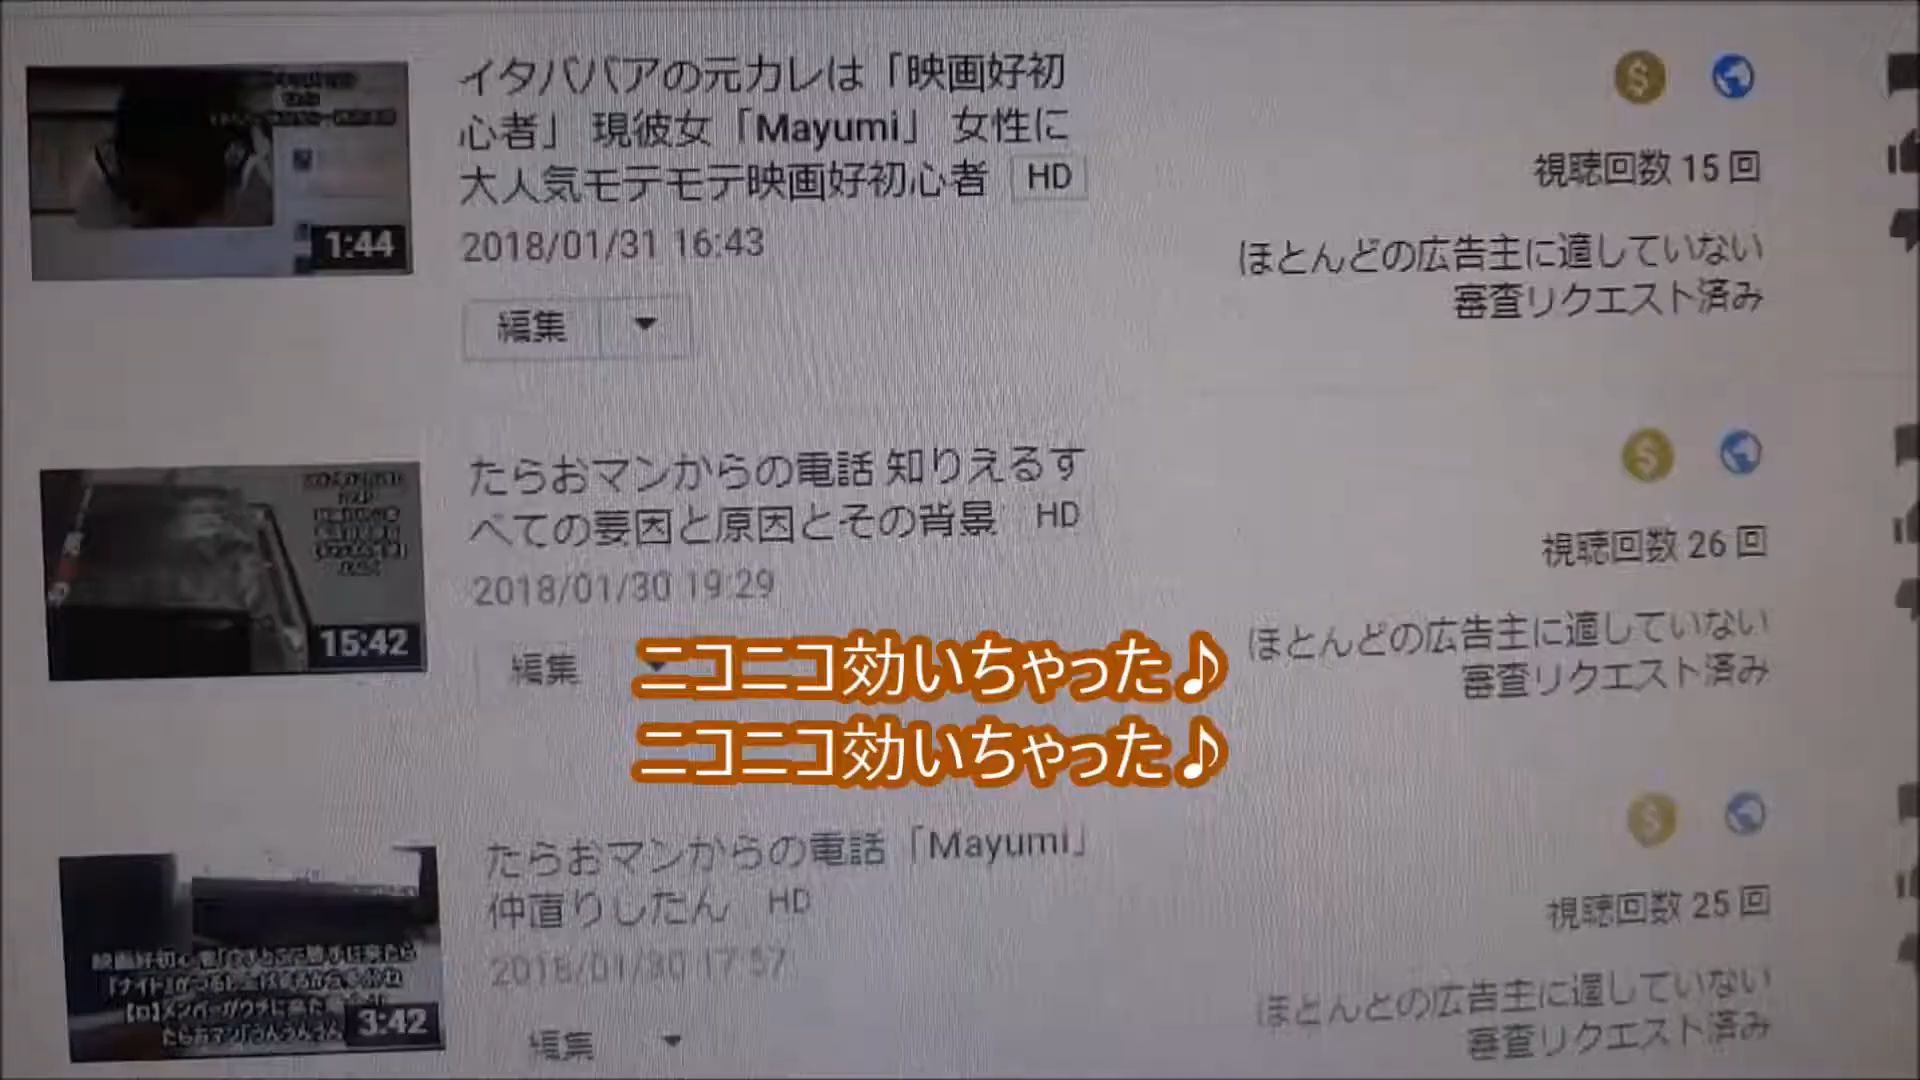 イタババアの元カレは「映画好初
心者」 現彼女「Mayumi」 女性に
大人気モテモテ映画好初心者 HD
2018/01/31 16:43
編集
1:44
視聴回数 15 回
ほとんどの広告主に適していない
審査リクエスト済み
たらおマンからの電話 知りえるす
べての要因と原因とその背景 HD
2018/01/30 19:29
編集
15:42
視聴回数 26 回
ほとんどの広告主に適していない
審査リクエスト済み
ニコニコ効いちゃった♪
ニコニコ効いちゃった♪
たらおマンからの電話「Mayumi」
仲直りしたん HD
2018/01/30 17:57
編集
3:42
視聴回数 25 回
ほとんどの広告主に適していない
審査リクエスト済み